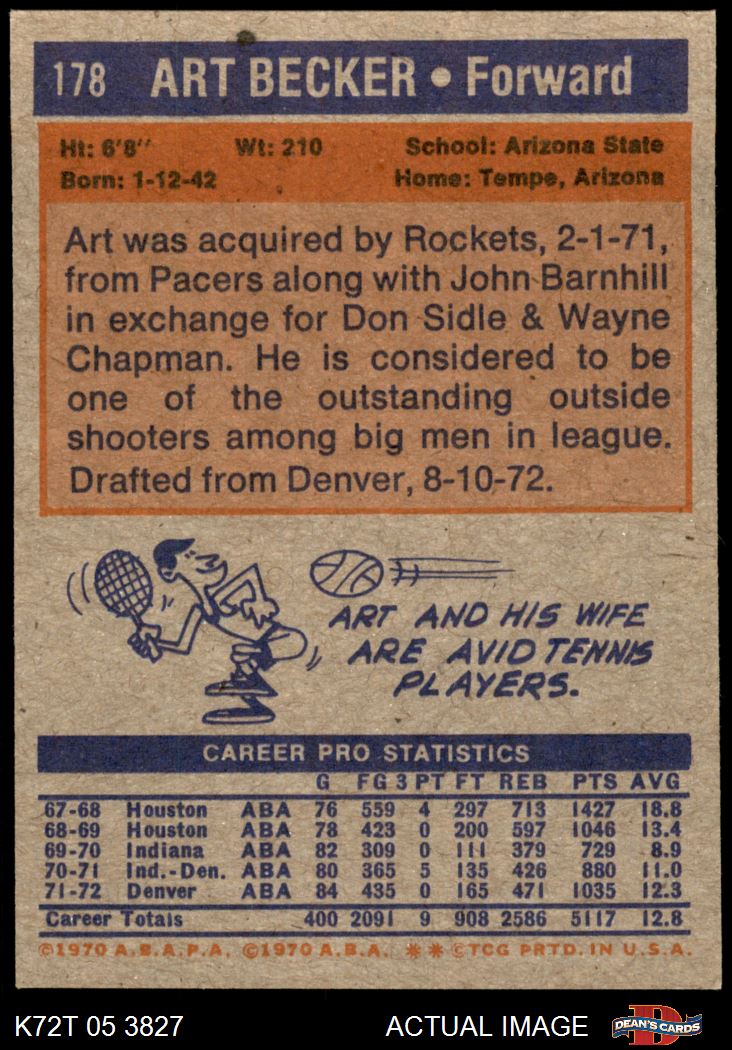 178 ART BECKER • Forward
Ht: 6'8" Wt: 210 School: Arizona State
Born: 1-12-42 Home: Tempe, Arizona
Art was acquired by Rockets, 2-1-71,
from Pacers along with John Barnhill
in exchange for Don Sidle & Wayne
Chapman. He is considered to be
one of the outstanding outside
shooters among big men in league.
Drafted from Denver, 8-10-72.
ART AND HIS WIFE
ARE AVID TENNIS
PLAYERS.
CAREER PRO STATISTICS
G FG 3 PT FT REB PTS AVG
67-68 Houston ABA 76 559 4 297 713 1427 18.8
68-69 Houston ABA 78 423 0 200 597 1046 13.4
69-70 Indiana ABA 82 309 0 111 379 729 8.9
70-71 Ind.-Den. ABA 80 365 5 135 426 880 11.0
71-72 Denver ABA 84 435 0 165 471 1035 12.3
Career Totals 400 2091 9 908 2586 5117 12.8
©1970 A.B.A.P.A. ©1970 A.B.A. ✱✱ ©TCG PRTD. IN U.S.A.
K72T 05 3827 ACTUAL IMAGE D DEAN'S CARDS